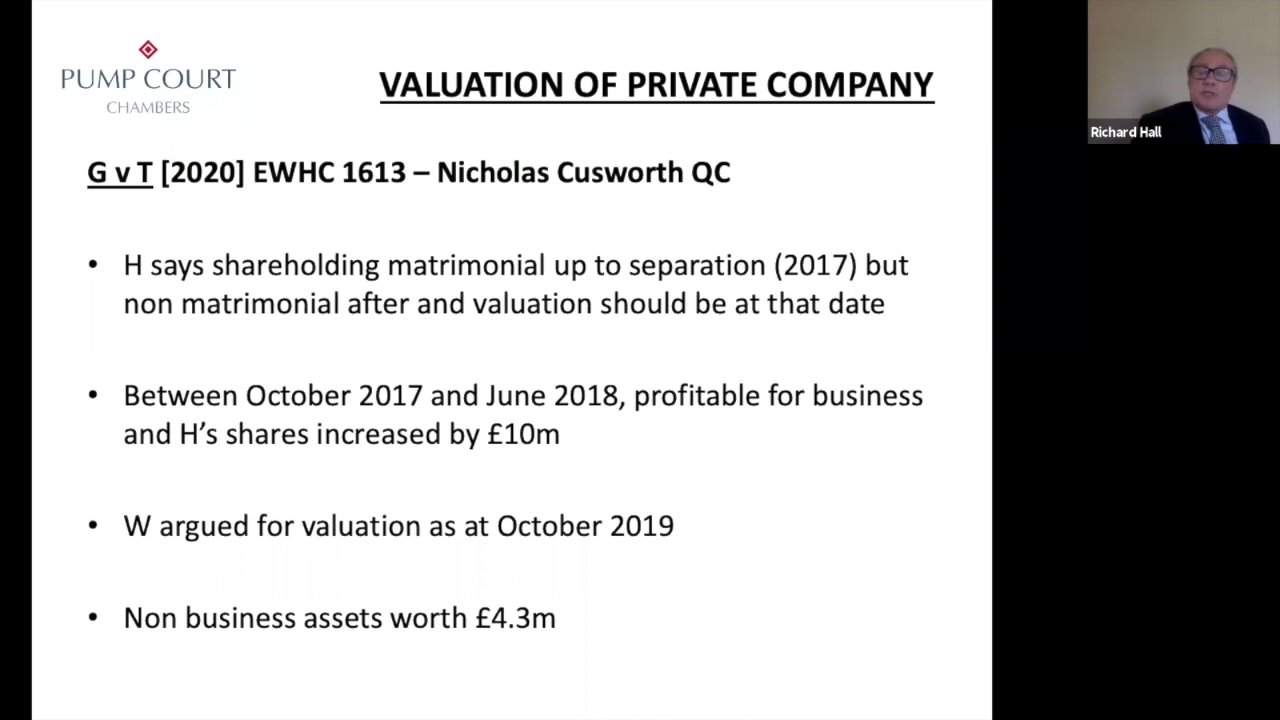 PUMP COURT
CHAMBERS
VALUATION OF PRIVATE COMPANY
G v T [2020] EWHC 1613 – Nicholas Cusworth QC
• H says shareholding matrimonial up to separation (2017) but
non matrimonial after and valuation should be at that date
• Between October 2017 and June 2018, profitable for business
and H’s shares increased by £10m
• W argued for valuation as at October 2019
• Non business assets worth £4.3m
Richard Hall